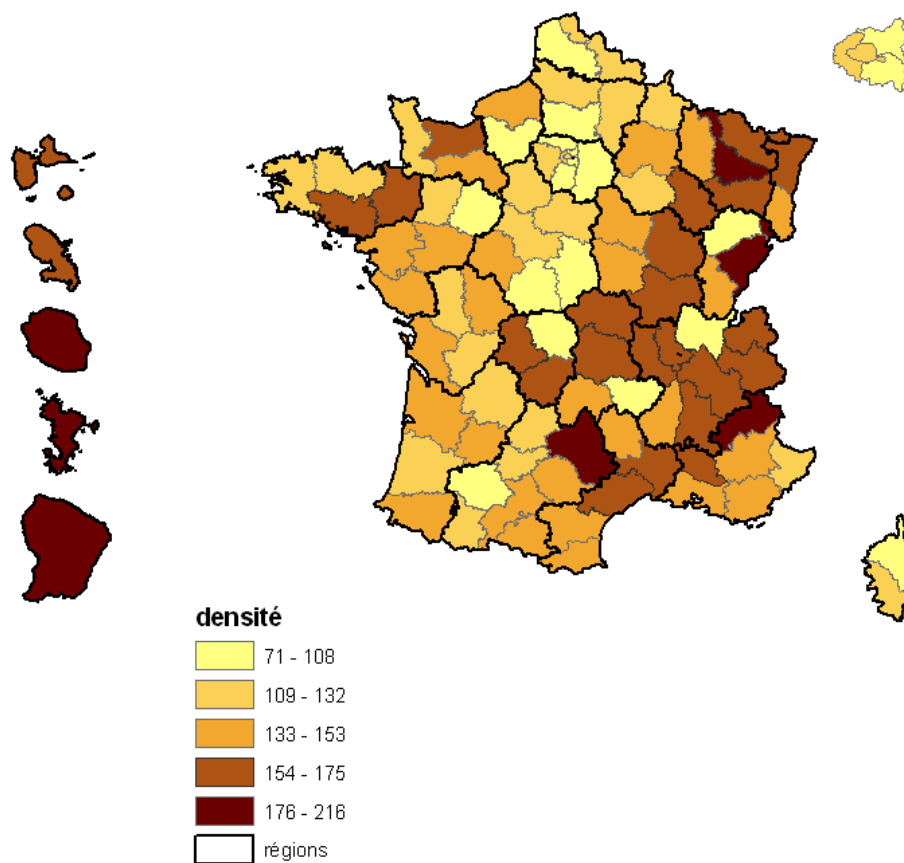 densité
71 - 108
109 - 132
133 - 153
154 - 175
176 - 216
régions